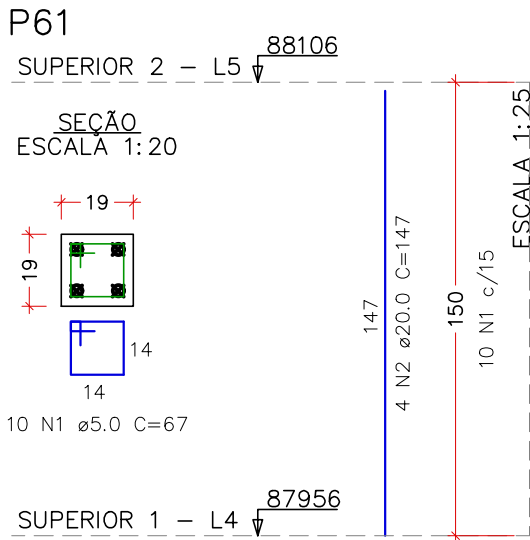 P61
88106
SUPERIOR 2 - L5
SEÇÃO
ESCALA 1:20
19
19
14
14
10 N1 ø5.0 C=67
147
4 N2 ø20.0 C=147
150
10 N1 c/15
ESCALA 1:25
87956
SUPERIOR 1 - L4